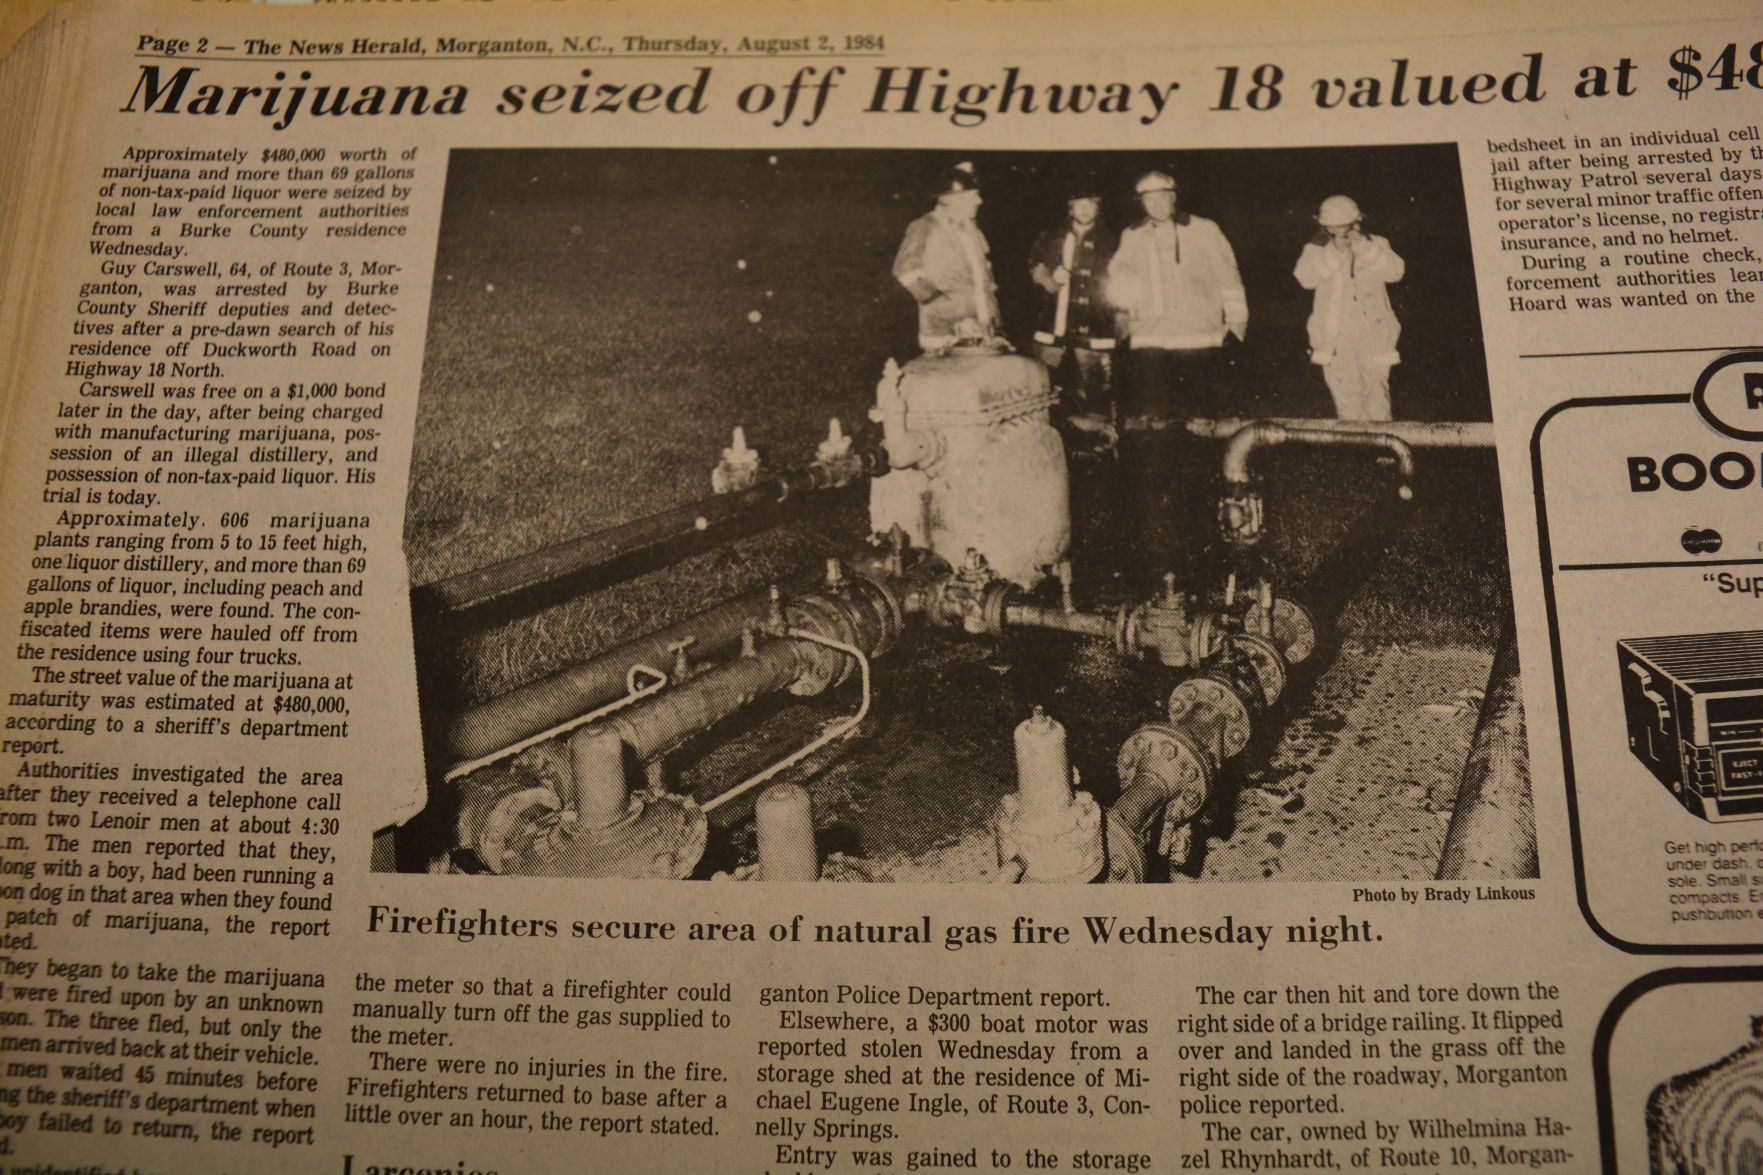 Page 2 — The News Herald, Morganton, N.C., Thursday, August 2, 1984
Marijuana seized off Highway 18 valued at $48
Approximately $480,000 worth of
marijuana and more than 69 gallons
of non-tax-paid liquor were seized by
local law enforcement authorities
from a Burke County residence
Wednesday.
Guy Carswell, 64, of Route 3, Mor-
ganton, was arrested by Burke
County Sheriff deputies and detec-
tives after a pre-dawn search of his
residence off Duckworth Road on
Highway 18 North.
Carswell was free on a $1,000 bond
later in the day, after being charged
with manufacturing marijuana, pos-
session of an illegal distillery, and
possession of non-tax-paid liquor. His
trial is today.
Approximately. 606 marijuana
plants ranging from 5 to 15 feet high,
one liquor distillery, and more than 69
gallons of liquor, including peach and
apple brandies, were found. The con-
fiscated items were hauled off from
the residence using four trucks.
The street value of the marijuana at
maturity was estimated at $480,000,
according to a sheriff's department
report.
Authorities investigated the area
after they received a telephone call
rom two Lenoir men at about 4:30
.m. The men reported that they,
long with a boy, had been running a
on dog in that area when they found
patch of marijuana, the report
ted.
They began to take the marijuana
were fired upon by an unknown
son. The three fled, but only the
men arrived back at their vehicle.
men waited 45 minutes before
ng the sheriff's department when
boy failed to return, the report
d.
Photo by Brady Linkous
Firefighters secure area of natural gas fire Wednesday night.
the meter so that a firefighter could
manually turn off the gas supplied to
the meter.
There were no injuries in the fire.
Firefighters returned to base after a
little over an hour, the report stated.
Larcenies
ganton Police Department report.
Elsewhere, a $300 boat motor was
reported stolen Wednesday from a
storage shed at the residence of Mi-
chael Eugene Ingle, of Route 3, Con-
nelly Springs.
Entry was gained to the storage
The car then hit and tore down the
right side of a bridge railing. It flipped
over and landed in the grass off the
right side of the roadway, Morganton
police reported.
The car, owned by Wilhelmina Ha-
zel Rhynhardt, of Route 10, Morgan-
bedsheet in an individual cell
jail after being arrested by th
Highway Patrol several days
for several minor traffic offen
operator's license, no registra
insurance, and no helmet.
During a routine check,
forcement authorities lear
Hoard was wanted on the
R
BOO
"Sup
EJECT
FAST-
Get high perfo
under dash, c
sole. Small s
compacts. E
pushbutton e